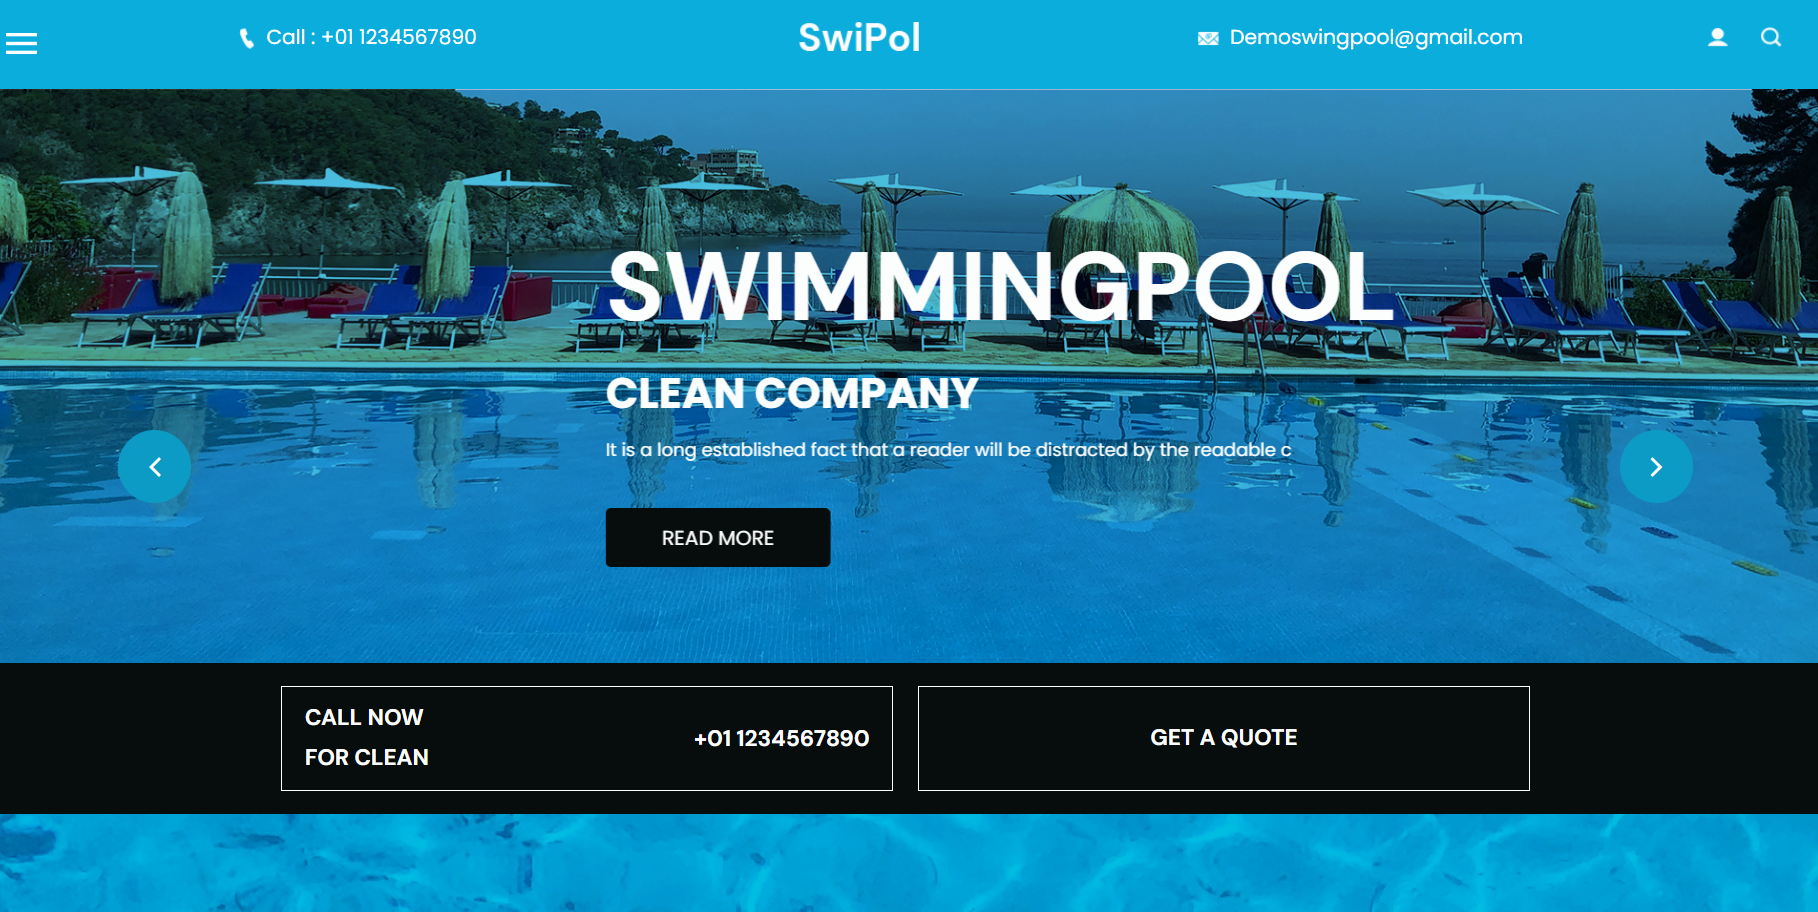 Call : +01 1234567890
SwiPol
Demoswingpool@gmail.com
SWIMMINGPOOL
CLEAN COMPANY
It is a long established fact that a reader will be distracted by the readable c
READ MORE
CALL NOW
FOR CLEAN
+01 1234567890
GET A QUOTE